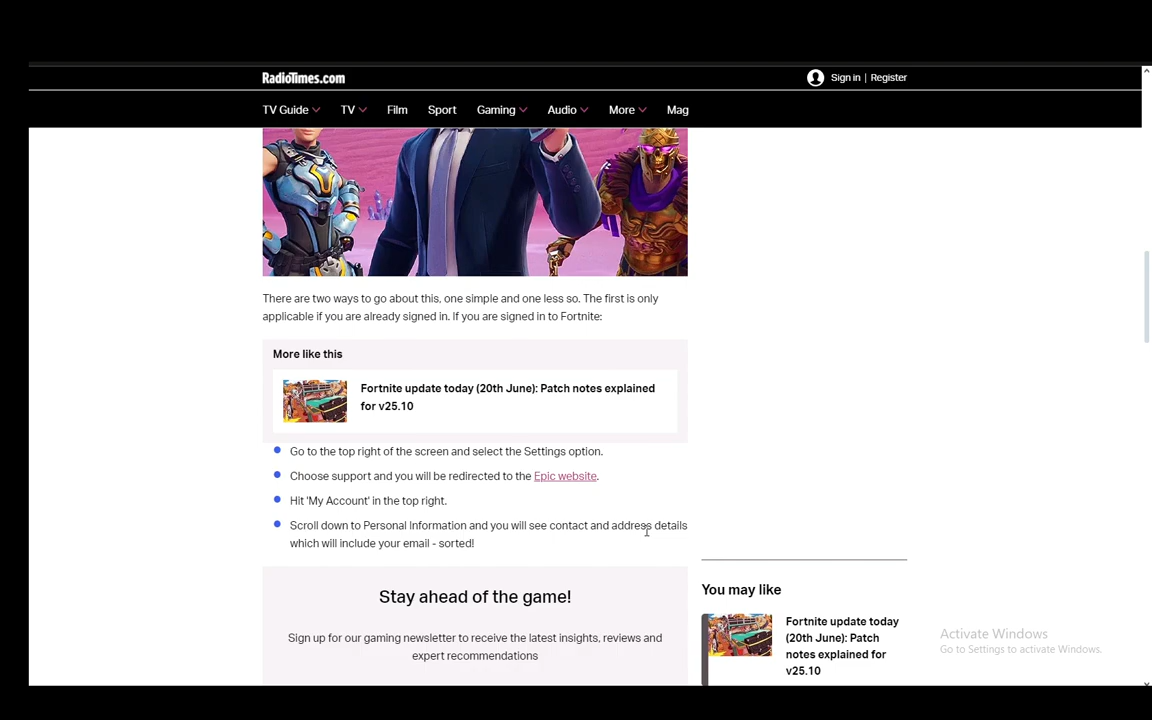 RadioTimes.com
Sign in | Register
TV Guide
TV
Film
Sport
Gaming
Audio
More
Mag
There are two ways to go about this, one simple and one less so. The first is only
applicable if you are already signed in. If you are signed in to Fortnite:
More like this
Fortnite update today (20th June): Patch notes explained
for v25.10
Go to the top right of the screen and select the Settings option.
Choose support and you will be redirected to the Epic website.
Hit 'My Account' in the top right.
Scroll down to Personal Information and you will see contact and address details
which will include your email - sorted!
Stay ahead of the game!
Sign up for our gaming newsletter to receive the latest insights, reviews and
expert recommendations
You may like
Fortnite update today
(20th June): Patch
notes explained for
v25.10
Activate Windows
Go to Settings to activate Windows.